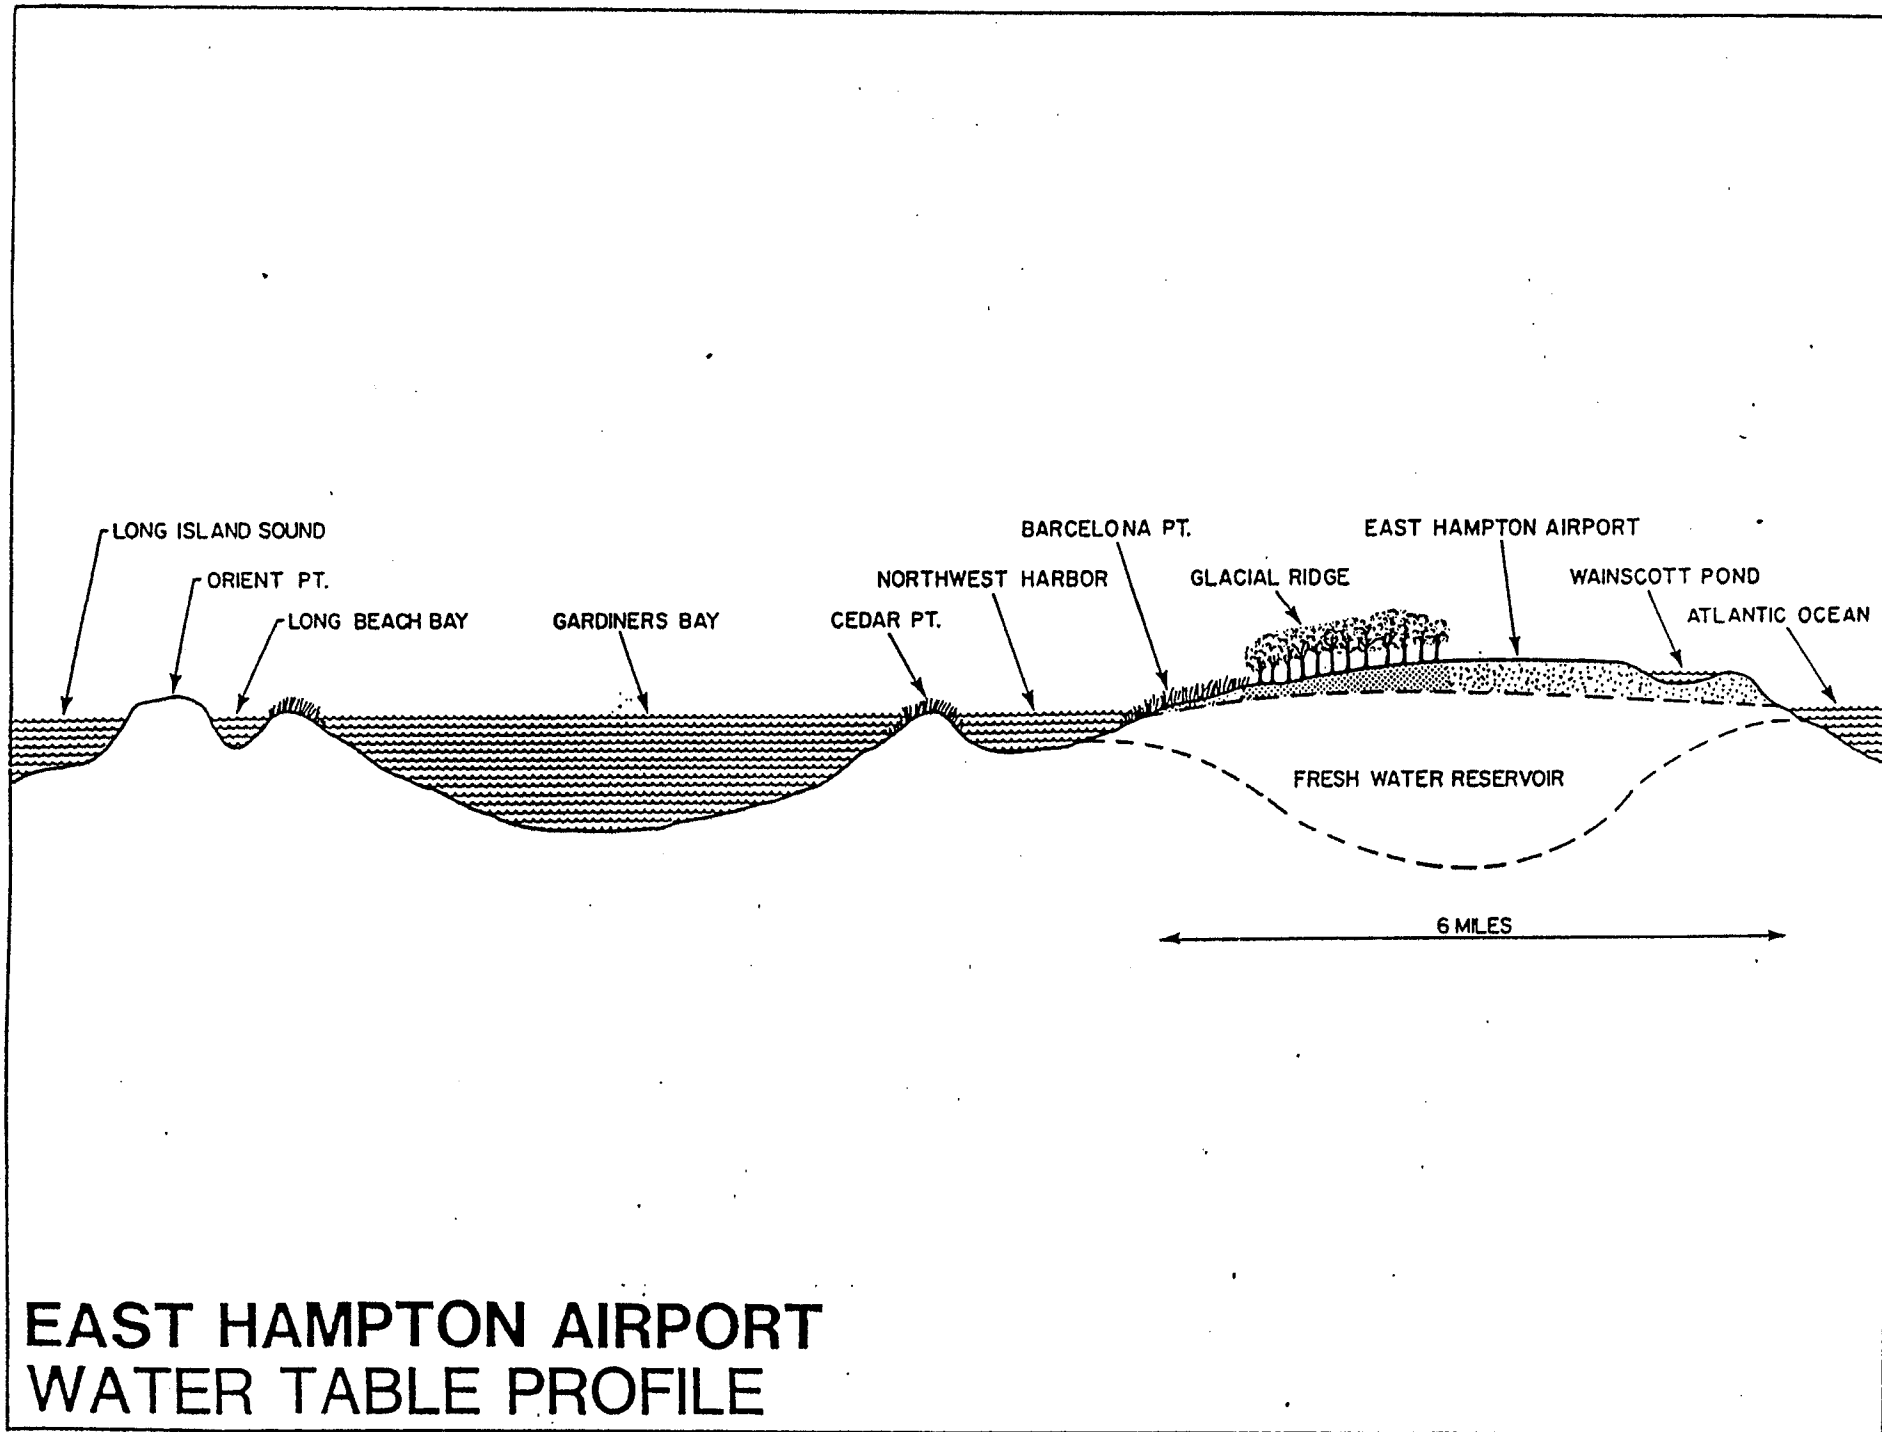 LONG ISLAND SOUND
ORIENT PT.
LONG BEACH BAY
GARDINERS BAY
CEDAR PT.
NORTHWEST HARBOR
BARCELONA PT.
GLACIAL RIDGE
EAST HAMPTON AIRPORT
WAINSCOTT POND
ATLANTIC OCEAN
FRESH WATER RESERVOIR
6 MILES
EAST HAMPTON AIRPORT
WATER TABLE PROFILE